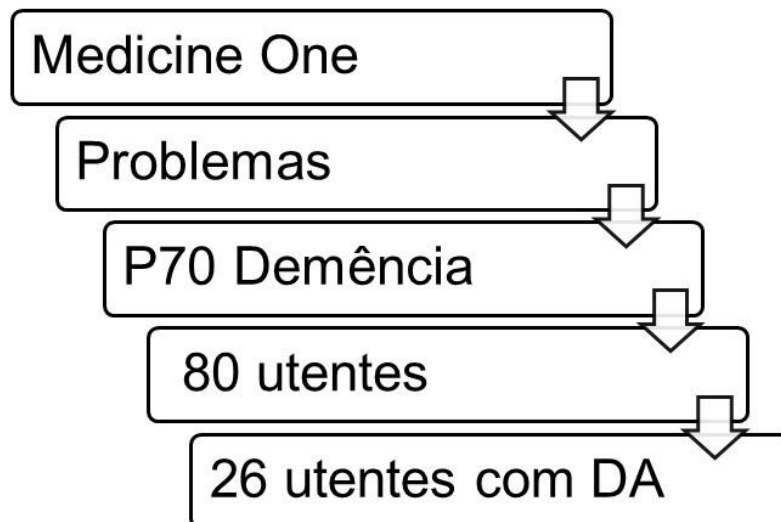 Medicine One
Problemas
P70 Demência
80 utentes
26 utentes com DA